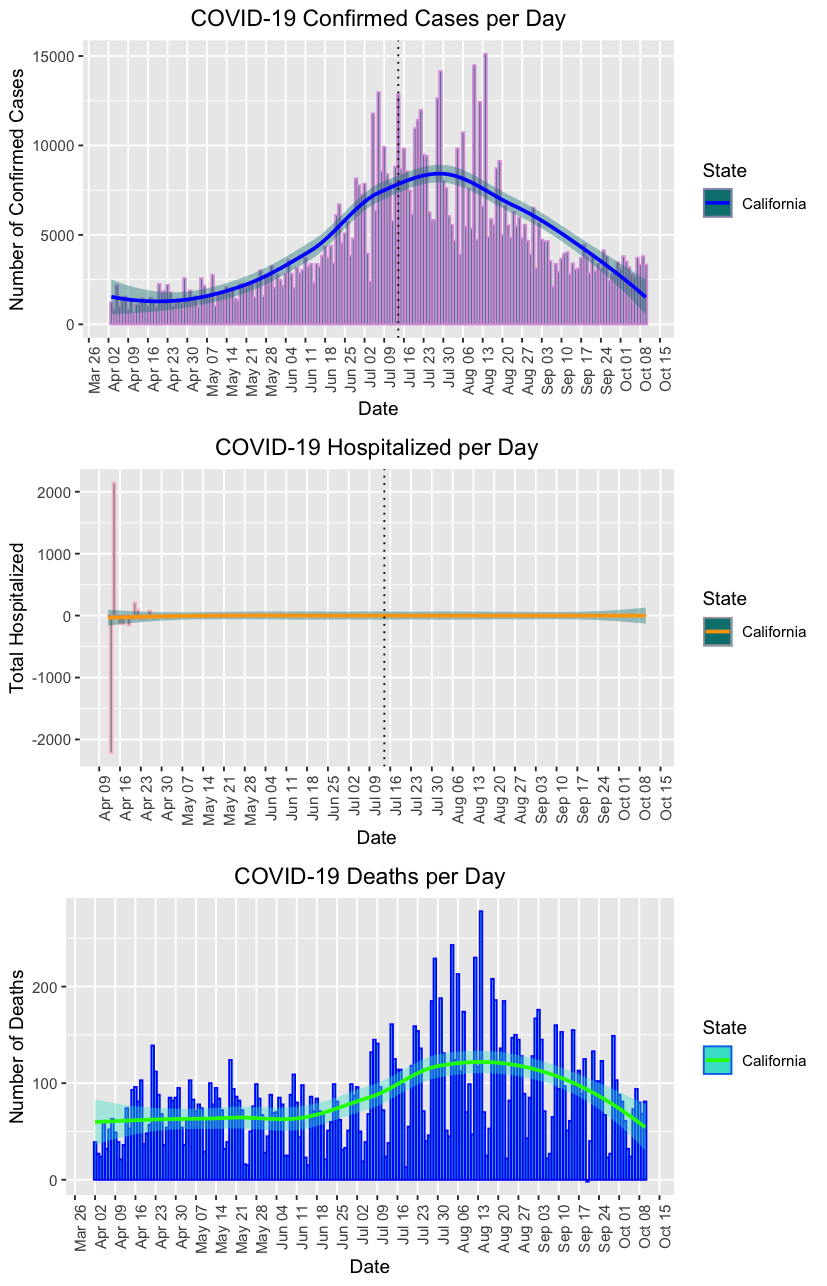 COVID-19 Confirmed Cases per Day
Number of Confirmed Cases
15000
10000
5000
0
Mar 26
Apr 02
Apr 09
Apr 16
Apr 23
Apr 30
May 07
May 14
May 21
May 28
Jun 04
Jun 11
Jun 18
Jun 25
Jul 02
Jul 09
Jul 16
Jul 23
Jul 30
Aug 06
Aug 13
Aug 20
Aug 27
Sep 03
Sep 10
Sep 17
Sep 24
Oct 01
Oct 08
Oct 15
Date
State
California
COVID-19 Hospitalized per Day
Total Hospitalized
2000
1000
0
-1000
-2000
Apr 09
Apr 16
Apr 23
Apr 30
May 07
May 14
May 21
May 28
Jun 04
Jun 11
Jun 18
Jun 25
Jul 02
Jul 09
Jul 16
Jul 23
Jul 30
Aug 06
Aug 13
Aug 20
Aug 27
Sep 03
Sep 10
Sep 17
Sep 24
Oct 01
Oct 08
Oct 15
Date
State
California
COVID-19 Deaths per Day
Number of Deaths
200
100
0
Mar 26
Apr 02
Apr 09
Apr 16
Apr 23
Apr 30
May 07
May 14
May 21
May 28
Jun 04
Jun 11
Jun 18
Jun 25
Jul 02
Jul 09
Jul 16
Jul 23
Jul 30
Aug 06
Aug 13
Aug 20
Aug 27
Sep 03
Sep 10
Sep 17
Sep 24
Oct 01
Oct 08
Oct 15
Date
State
California